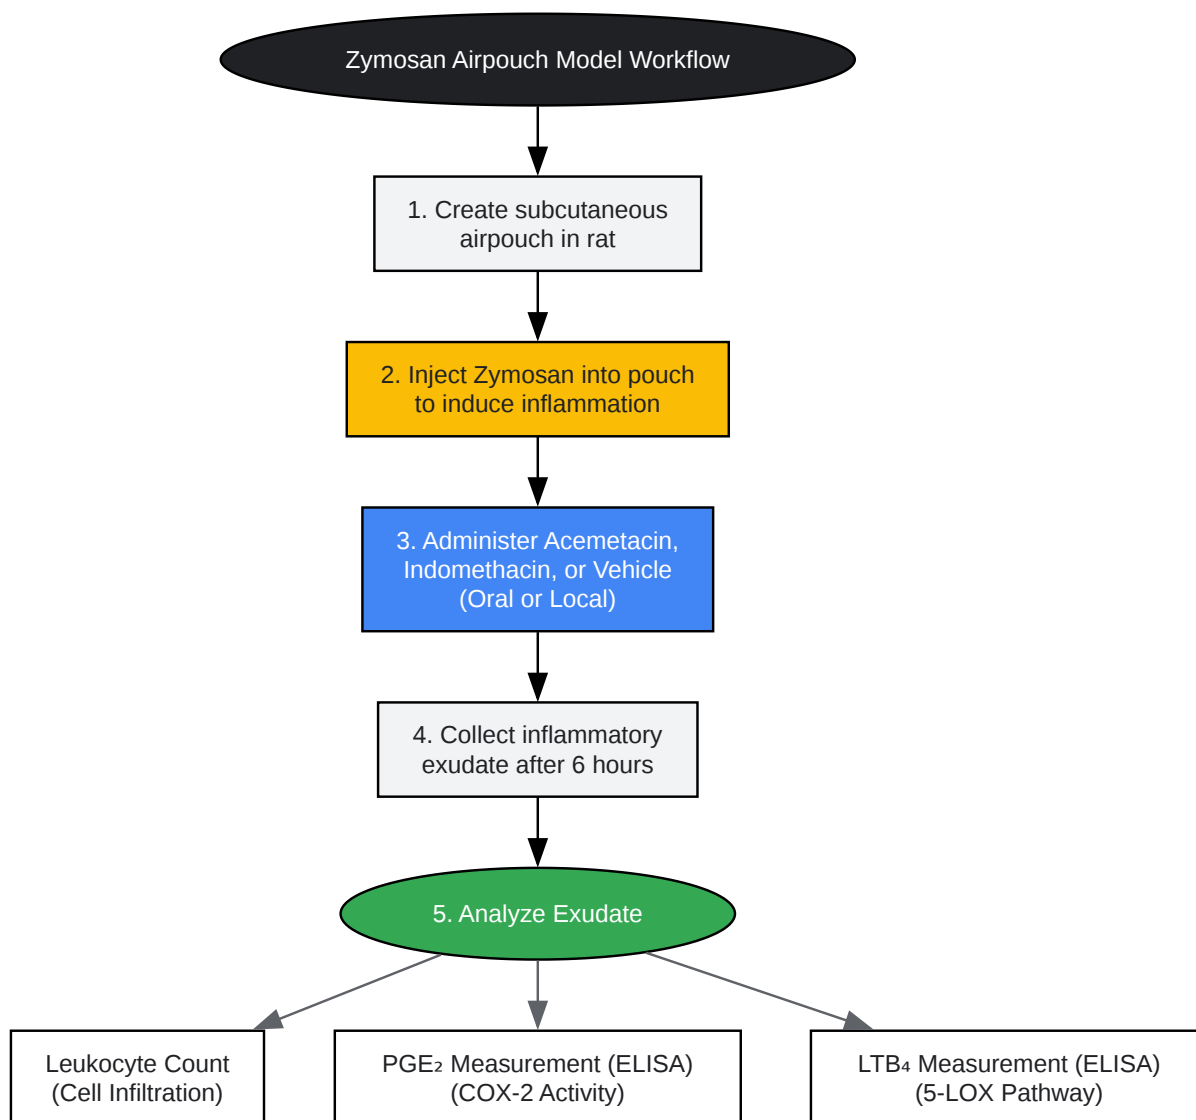 Zymosan Airpouch Model Workflow
1. Create subcutaneous
airpouch in rat
2. Inject Zymosan into pouch
to induce inflammation
3. Administer Acemetacin,
Indomethacin, or Vehicle
(Oral or Local)
4. Collect inflammatory
exudate after 6 hours
5. Analyze Exudate
Leukocyte Count
(Cell Infiltration)
PGE₂ Measurement (ELISA)
(COX-2 Activity)
LTB₄ Measurement (ELISA)
(5-LOX Pathway)